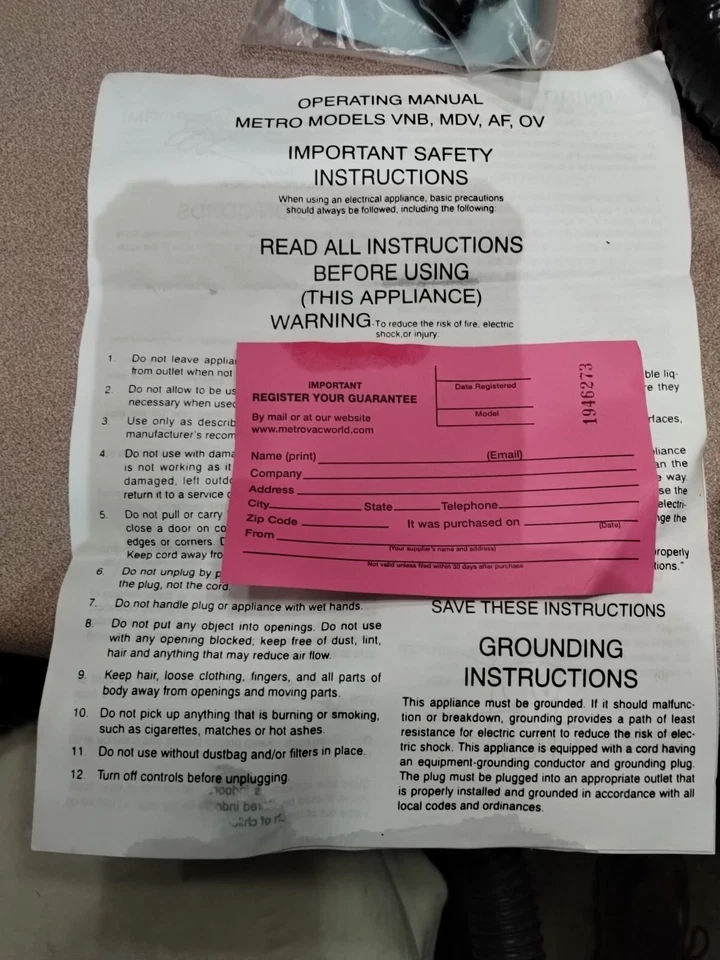 OPERATING MANUAL
METRO MODELS VNB, MDV, AF, OV
IMPORTANT SAFETY
INSTRUCTIONS
When using an electrical appliance, basic precautions
should always be followed, including the following:
READ ALL INSTRUCTIONS
BEFORE USING
(THIS APPLIANCE)
WARNING-To reduce the risk of fire, electric
shock,or injury:
1. Do not leave applia
from outlet when not
2. Do not allow to be us
necessary when used
3. Use only as describ
manufacturer's recom
4. Do not use with dama
is not working as it
damaged, left outdo
return it to a service c
5. Do not pull or carry
close a door on co
edges or corners. D
Keep cord away fro
6. Do not unplug by p
the plug, not the cord.
7. Do not handle plug or appliance with wet hands.
8. Do not put any object into openings. Do not use
with any opening blocked; keep free of dust, lint,
hair and anything that may reduce air flow.
9. Keep hair, loose clothing, fingers, and all parts of
body away from openings and moving parts.
10. Do not pick up anything that is burning or smoking,
such as cigarettes, matches or hot ashes.
11. Do not use without dustbag and/or filters in place.
12. Turn off controls before unplugging.
IMPORTANT
REGISTER YOUR GUARANTEE
By mail or at our website
www.metrovacworld.com
Date Registered
Model
1946273
Name (print) (Email)
Company
Address
City State Telephone
Zip Code It was purchased on (Date)
From
(Your supplier's name and address)
Not valid unless filed within 30 days after purchase
ble liq-
re they
rfaces,
liance
an the
e way
se the
electri-
nge the
roperly
tions."
SAVE THESE INSTRUCTIONS
GROUNDING
INSTRUCTIONS
This appliance must be grounded. If it should malfunc-
tion or breakdown, grounding provides a path of least
resistance for electric current to reduce the risk of elec-
tric shock. This appliance is equipped with a cord having
an equipment-grounding conductor and grounding plug.
The plug must be plugged into an appropriate outlet that
is properly installed and grounded in accordance with all
local codes and ordinances.